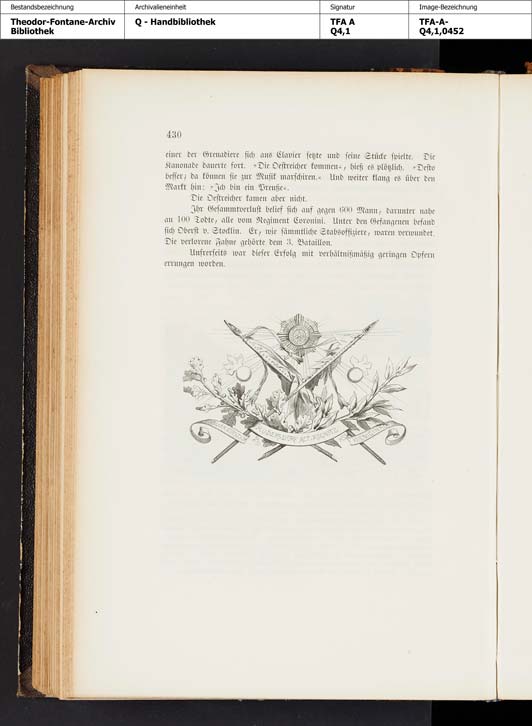 Bestandsbezeichnung
Theodor-Fontane-Archiv
Bibliothek
Archivalieneinheit
Q - Handbibliothek
Signatur
TFA A
Q4,1
Image-Bezeichnung
TFA-A-
Q4,1,0452
430
einer der Grenadiere sich ans Clavier setzte und seine Stücke spielte. Die
Kanonade dauerte fort. »Die Oestreicher kommen«, hieß es plötzlich. »Desto
besser; da können sie zur Musik marschiren.« Und weiter klang es über den
Markt hin: »Ich bin ein Preuße«.
Die Oestreicher kamen aber nicht.
Ihr Gesammtverlust belief sich auf gegen 600 Mann; darunter nahe
an 100 Todte, alle vom Regiment Coronini. Unter den Gefangenen befand
sich Oberst v. Stocklin. Er, wie sämmtliche Stabsoffiziere, waren verwundet.
Die verlorene Fahne gehörte dem 3. Bataillon.
Unsrerseits war dieser Erfolg mit verhältnißmäßig geringen Opfern
errungen worden.